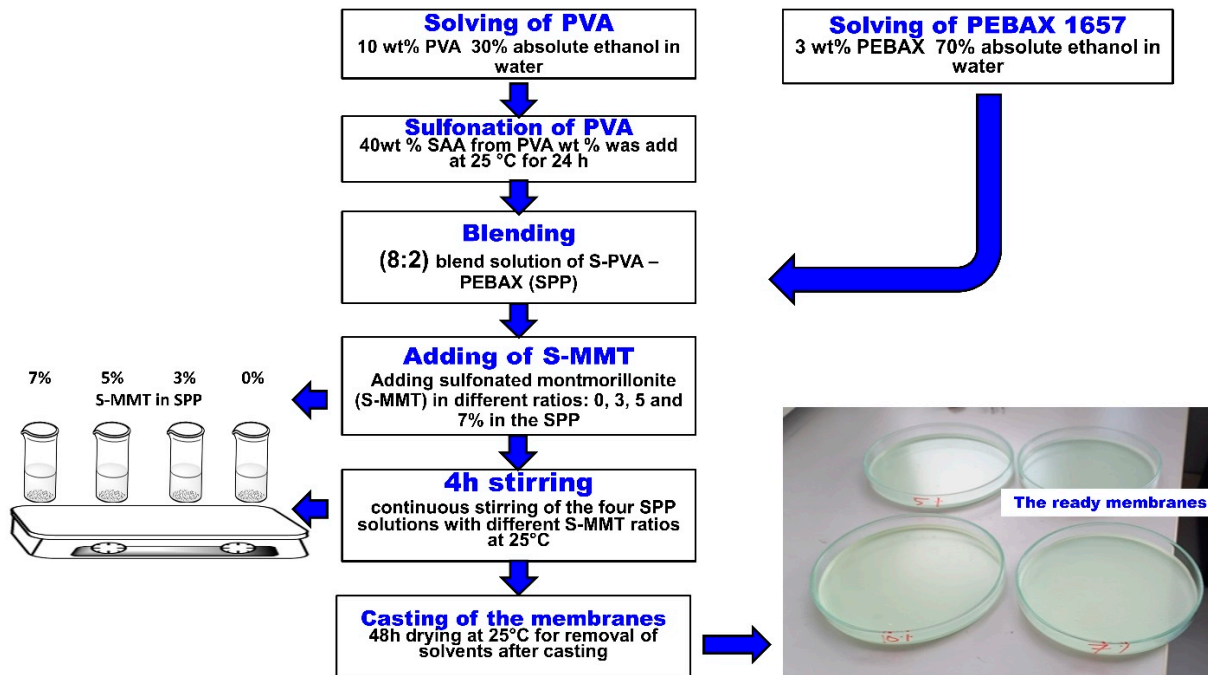 Solving of PVA
10 wt% PVA 30% absolute ethanol in
water
Solving of PEBAX 1657
3 wt% PEBAX 70% absolute ethanol in
water
Sulfonation of PVA
40wt % SAA from PVA wt % was add
at 25 °C for 24 h
Blending
(8:2) blend solution of S-PVA –
PEBAX (SPP)
Adding of S-MMT
Adding sulfonated montmorillonite
(S-MMT) in different ratios: 0, 3, 5 and
7% in the SPP
7% 5% 3% 0%
S-MMT in SPP
4h stirring
continuous stirring of the four SPP
solutions with different S-MMT ratios
at 25°C
Casting of the membranes
48h drying at 25°C for removal of
solvents after casting
The ready membranes